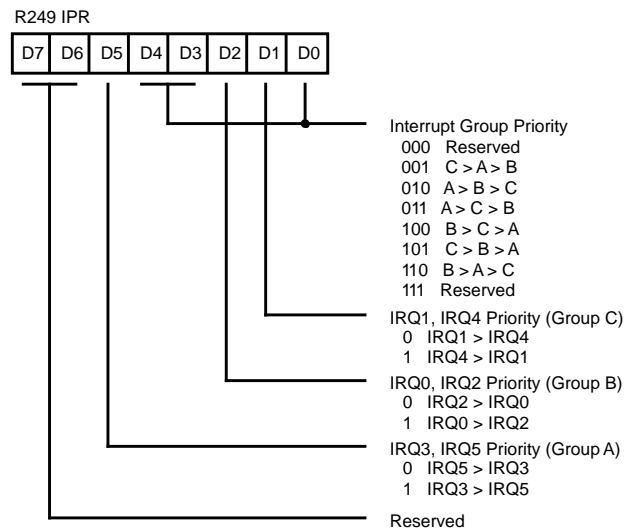 R249 IPR
D7 D6 D5 D4 D3 D2 D1 D0
Interrupt Group Priority
000 Reserved
001 C > A > B
010 A > B > C
011 A > C > B
100 B > C > A
101 C > B > A
110 B > A > C
111 Reserved
IRQ1, IRQ4 Priority (Group C)
0 IRQ1 > IRQ4
1 IRQ4 > IRQ1
IRQ0, IRQ2 Priority (Group B)
0 IRQ2 > IRQ0
1 IRQ0 > IRQ2
IRQ3, IRQ5 Priority (Group A)
0 IRQ5 > IRQ3
1 IRQ3 > IRQ5
Reserved